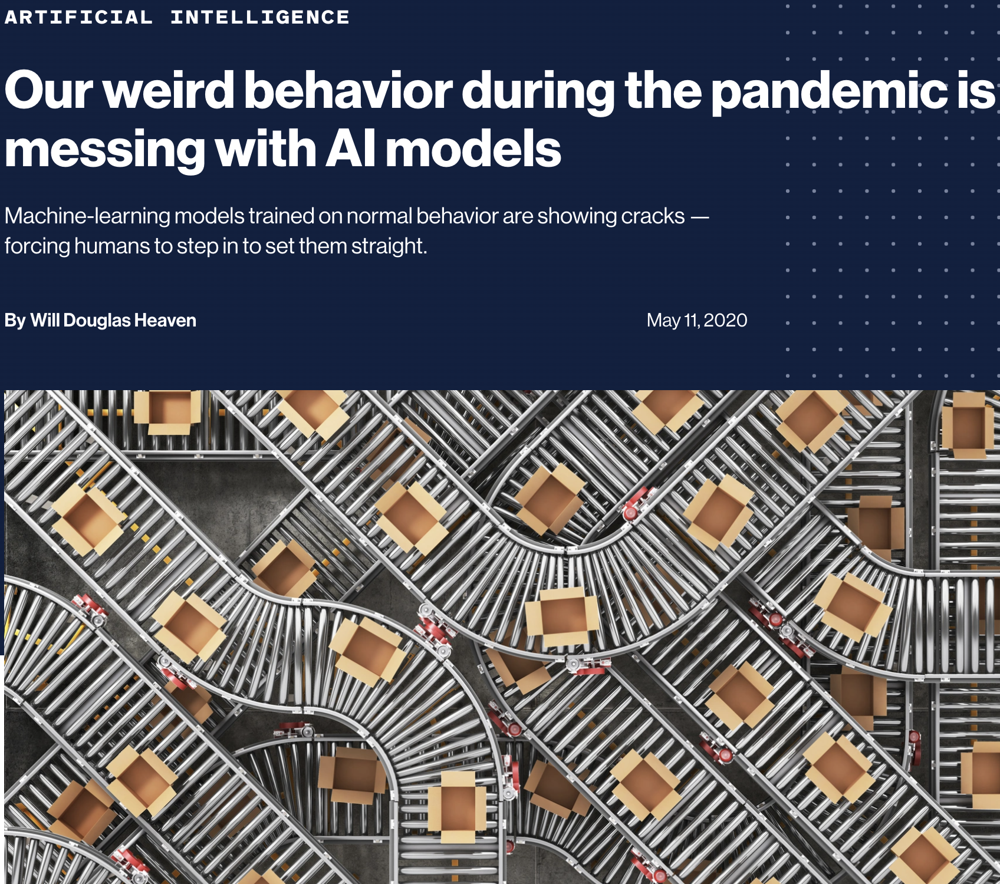 ARTIFICIAL INTELLIGENCE
Our weird behavior during the pandemic is
messing with AI models
Machine-learning models trained on normal behavior are showing cracks —
forcing humans to step in to set them straight.
By Will Douglas Heaven
May 11, 2020